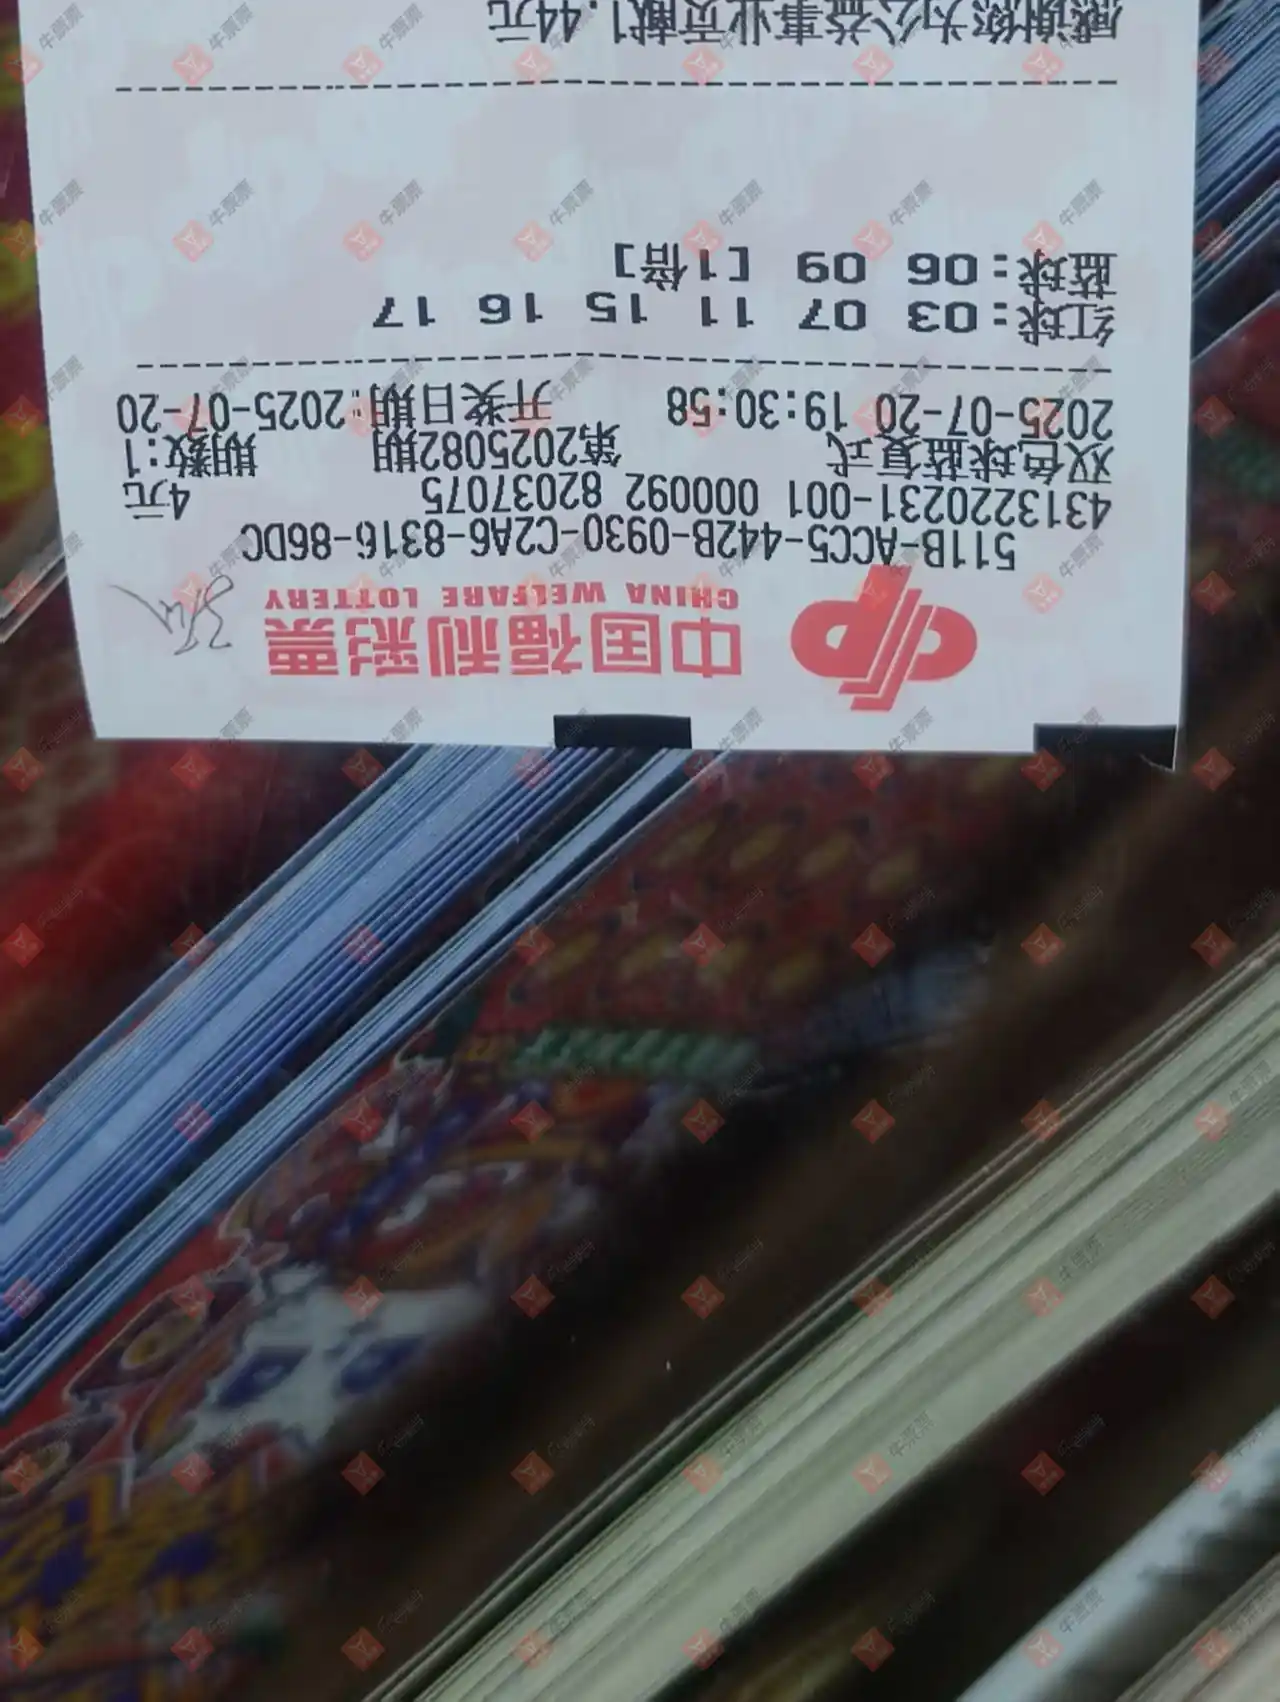 中国福利彩票
CHINA WELFARE LOTTERY
511B-ACC5-442B-0930-C2A6-8316-86DC
4313220231-001 000092 82037075 4元
双色球蓝复式 第2025082期 期数:1
2025-07-20 19:30:58 开奖日期:2025-07-20
红球:03 07 11 15 16 17
蓝球:06 09 [1倍]
感谢您为公益事业贡献1.44元
牛票票